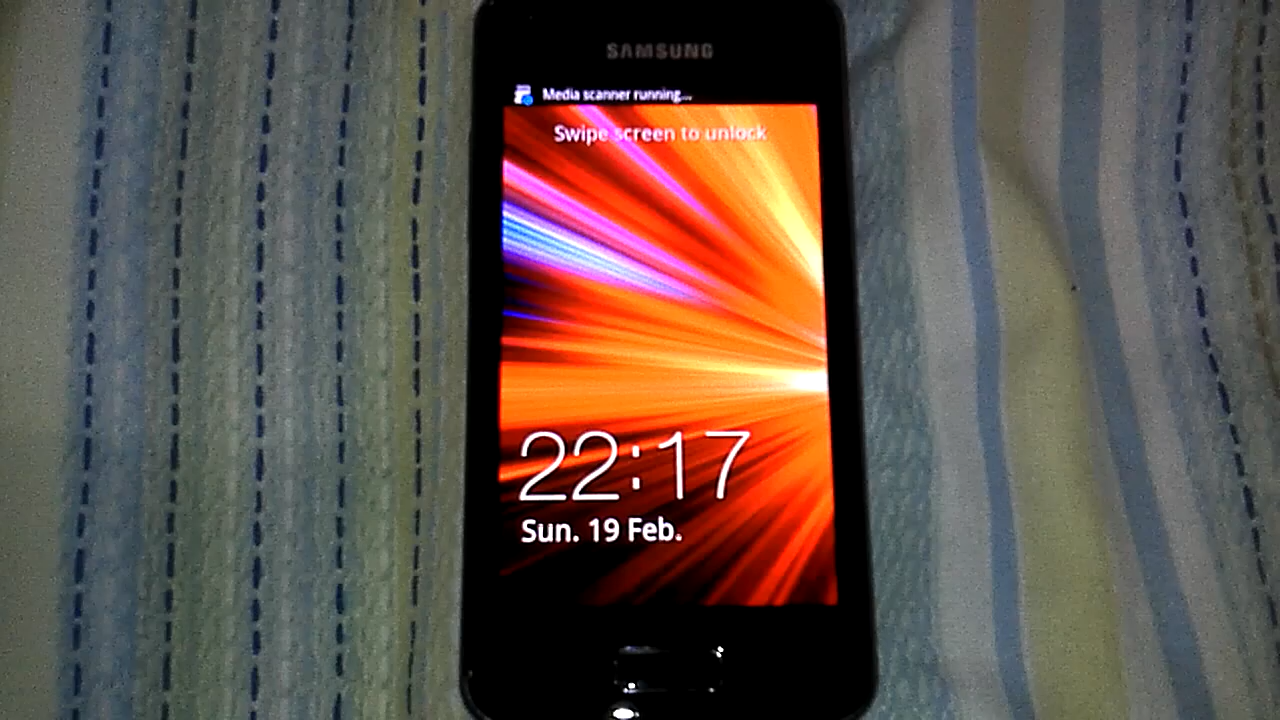 SAMSUNG
Media scanner running...
Swipe screen to unlock
22:17
Sun. 19 Feb.